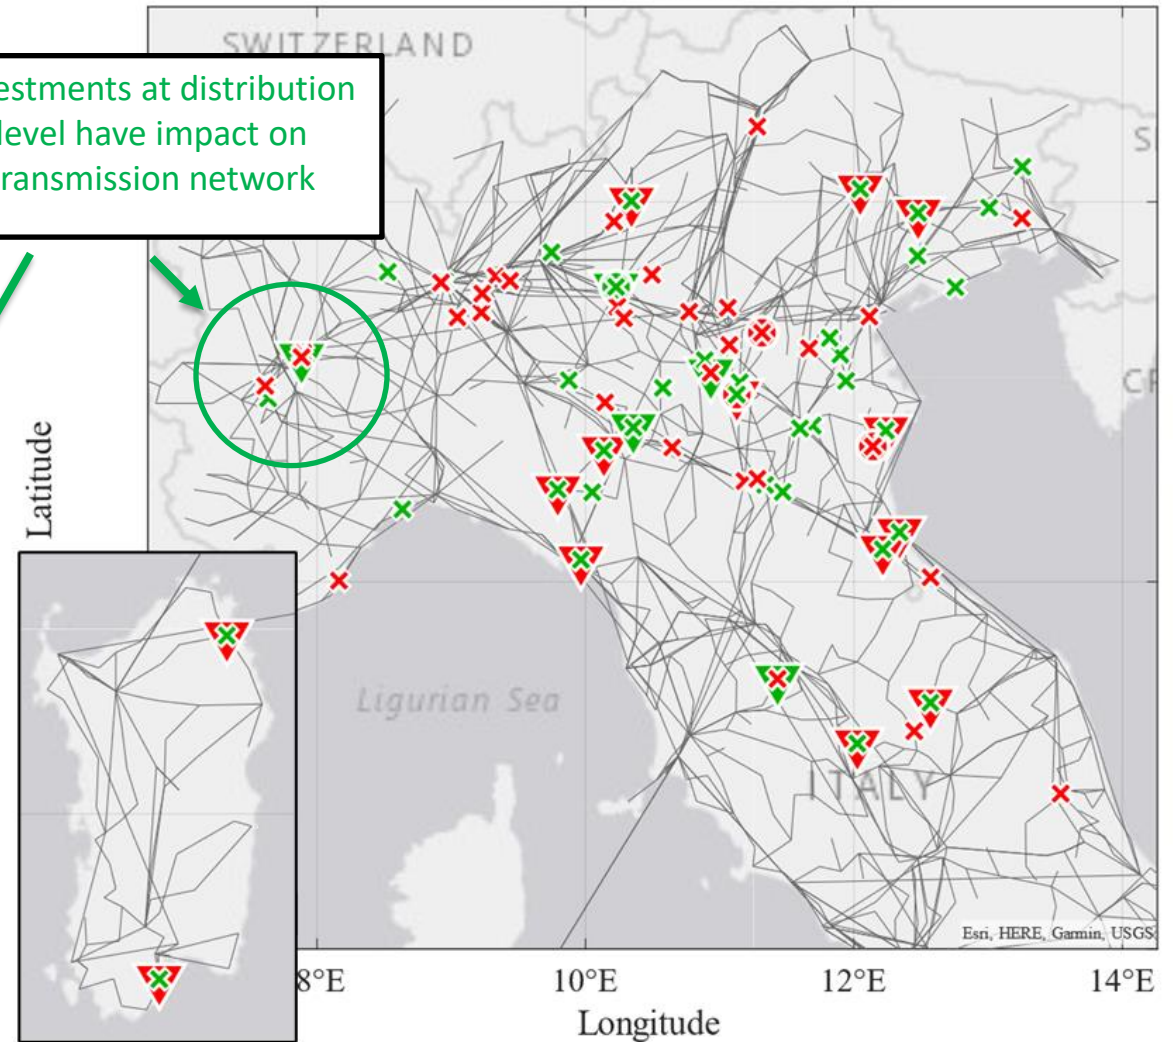 SWITZERLAND
estments at distribution
level have impact on
ransmission network
S
Latitude
Ligurian Sea
ITALY
Esri, HERE, Garmin, USGS
8°E
10°E
12°E
14°E
Longitude